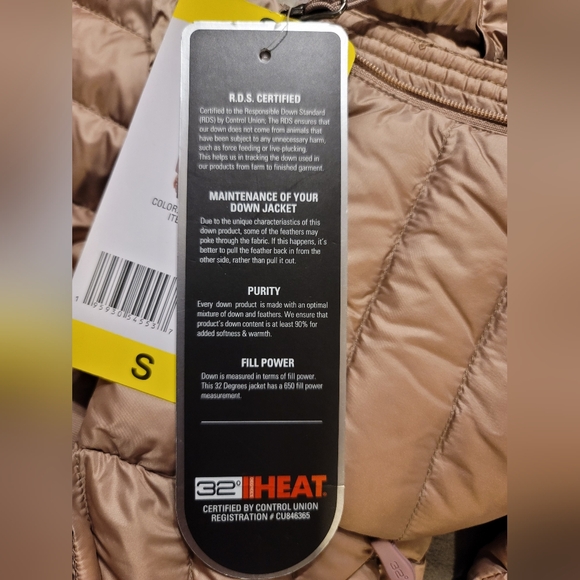 R.D.S. CERTIFIED
Certified to the Responsible Down Standard
(RDS) by Control Union; The RDS ensures that
our down does not come from animals that
have been subject to any unnecessary harm,
such as force feeding or live-plucking.
This helps us in tracking the down used in
our products from farm to finished garment.
MAINTENANCE OF YOUR
DOWN JACKET
Due to the unique characteriastics of this
down product, some of the feathers may
poke through the fabric. If this happens, it's
better to pull the feather back in from the
other side, rather than pull it out.
PURITY
Every down product is made with an optimal
mixture of down and feathers. We ensure that
product's down content is at least 90% for
added softness & warmth.
FILL POWER
Down is measured in terms of fill power.
This 32 Degrees jacket has a 650 fill power
measurement.
32° HEAT
CERTIFIED BY CONTROL UNION
REGISTRATION # CU846365
S
COLOR
ITE
S